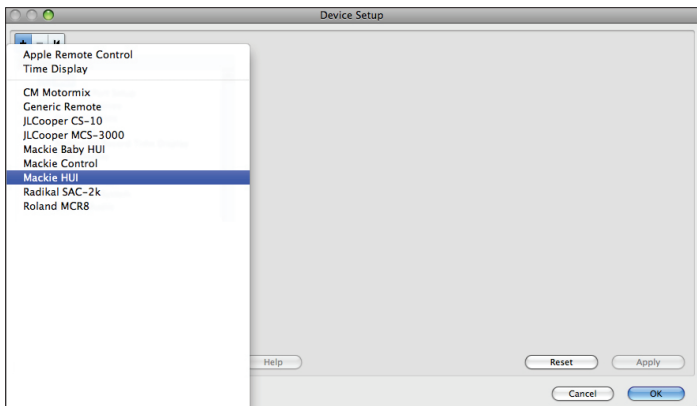 Device Setup
Apple Remote Control
Time Display
CM Motormix
Generic Remote
JLCooper CS-10
JLCooper MCS-3000
Mackie Baby HUI
Mackie Control
Mackie HUI
Radikal SAC-2k
Roland MCR8
Help
Reset
Apply
Cancel
OK